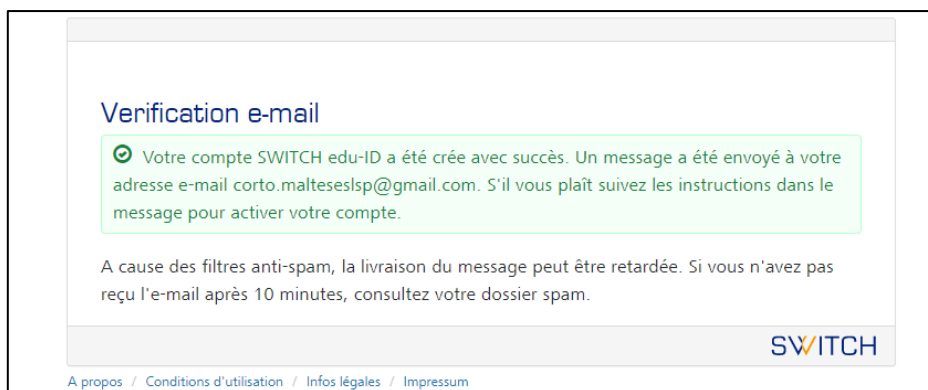 Verification e-mail
Votre compte SWITCH edu-ID a été crée avec succès. Un message a été envoyé à votre
adresse e-mail corto.malteseslsp@gmail.com. S'il vous plaît suivez les instructions dans le
message pour activer votre compte.
A cause des filtres anti-spam, la livraison du message peut être retardée. Si vous n'avez pas
reçu l'e-mail après 10 minutes, consultez votre dossier spam.
SWITCH
A propos / Conditions d'utilisation / Infos légales / Impressum